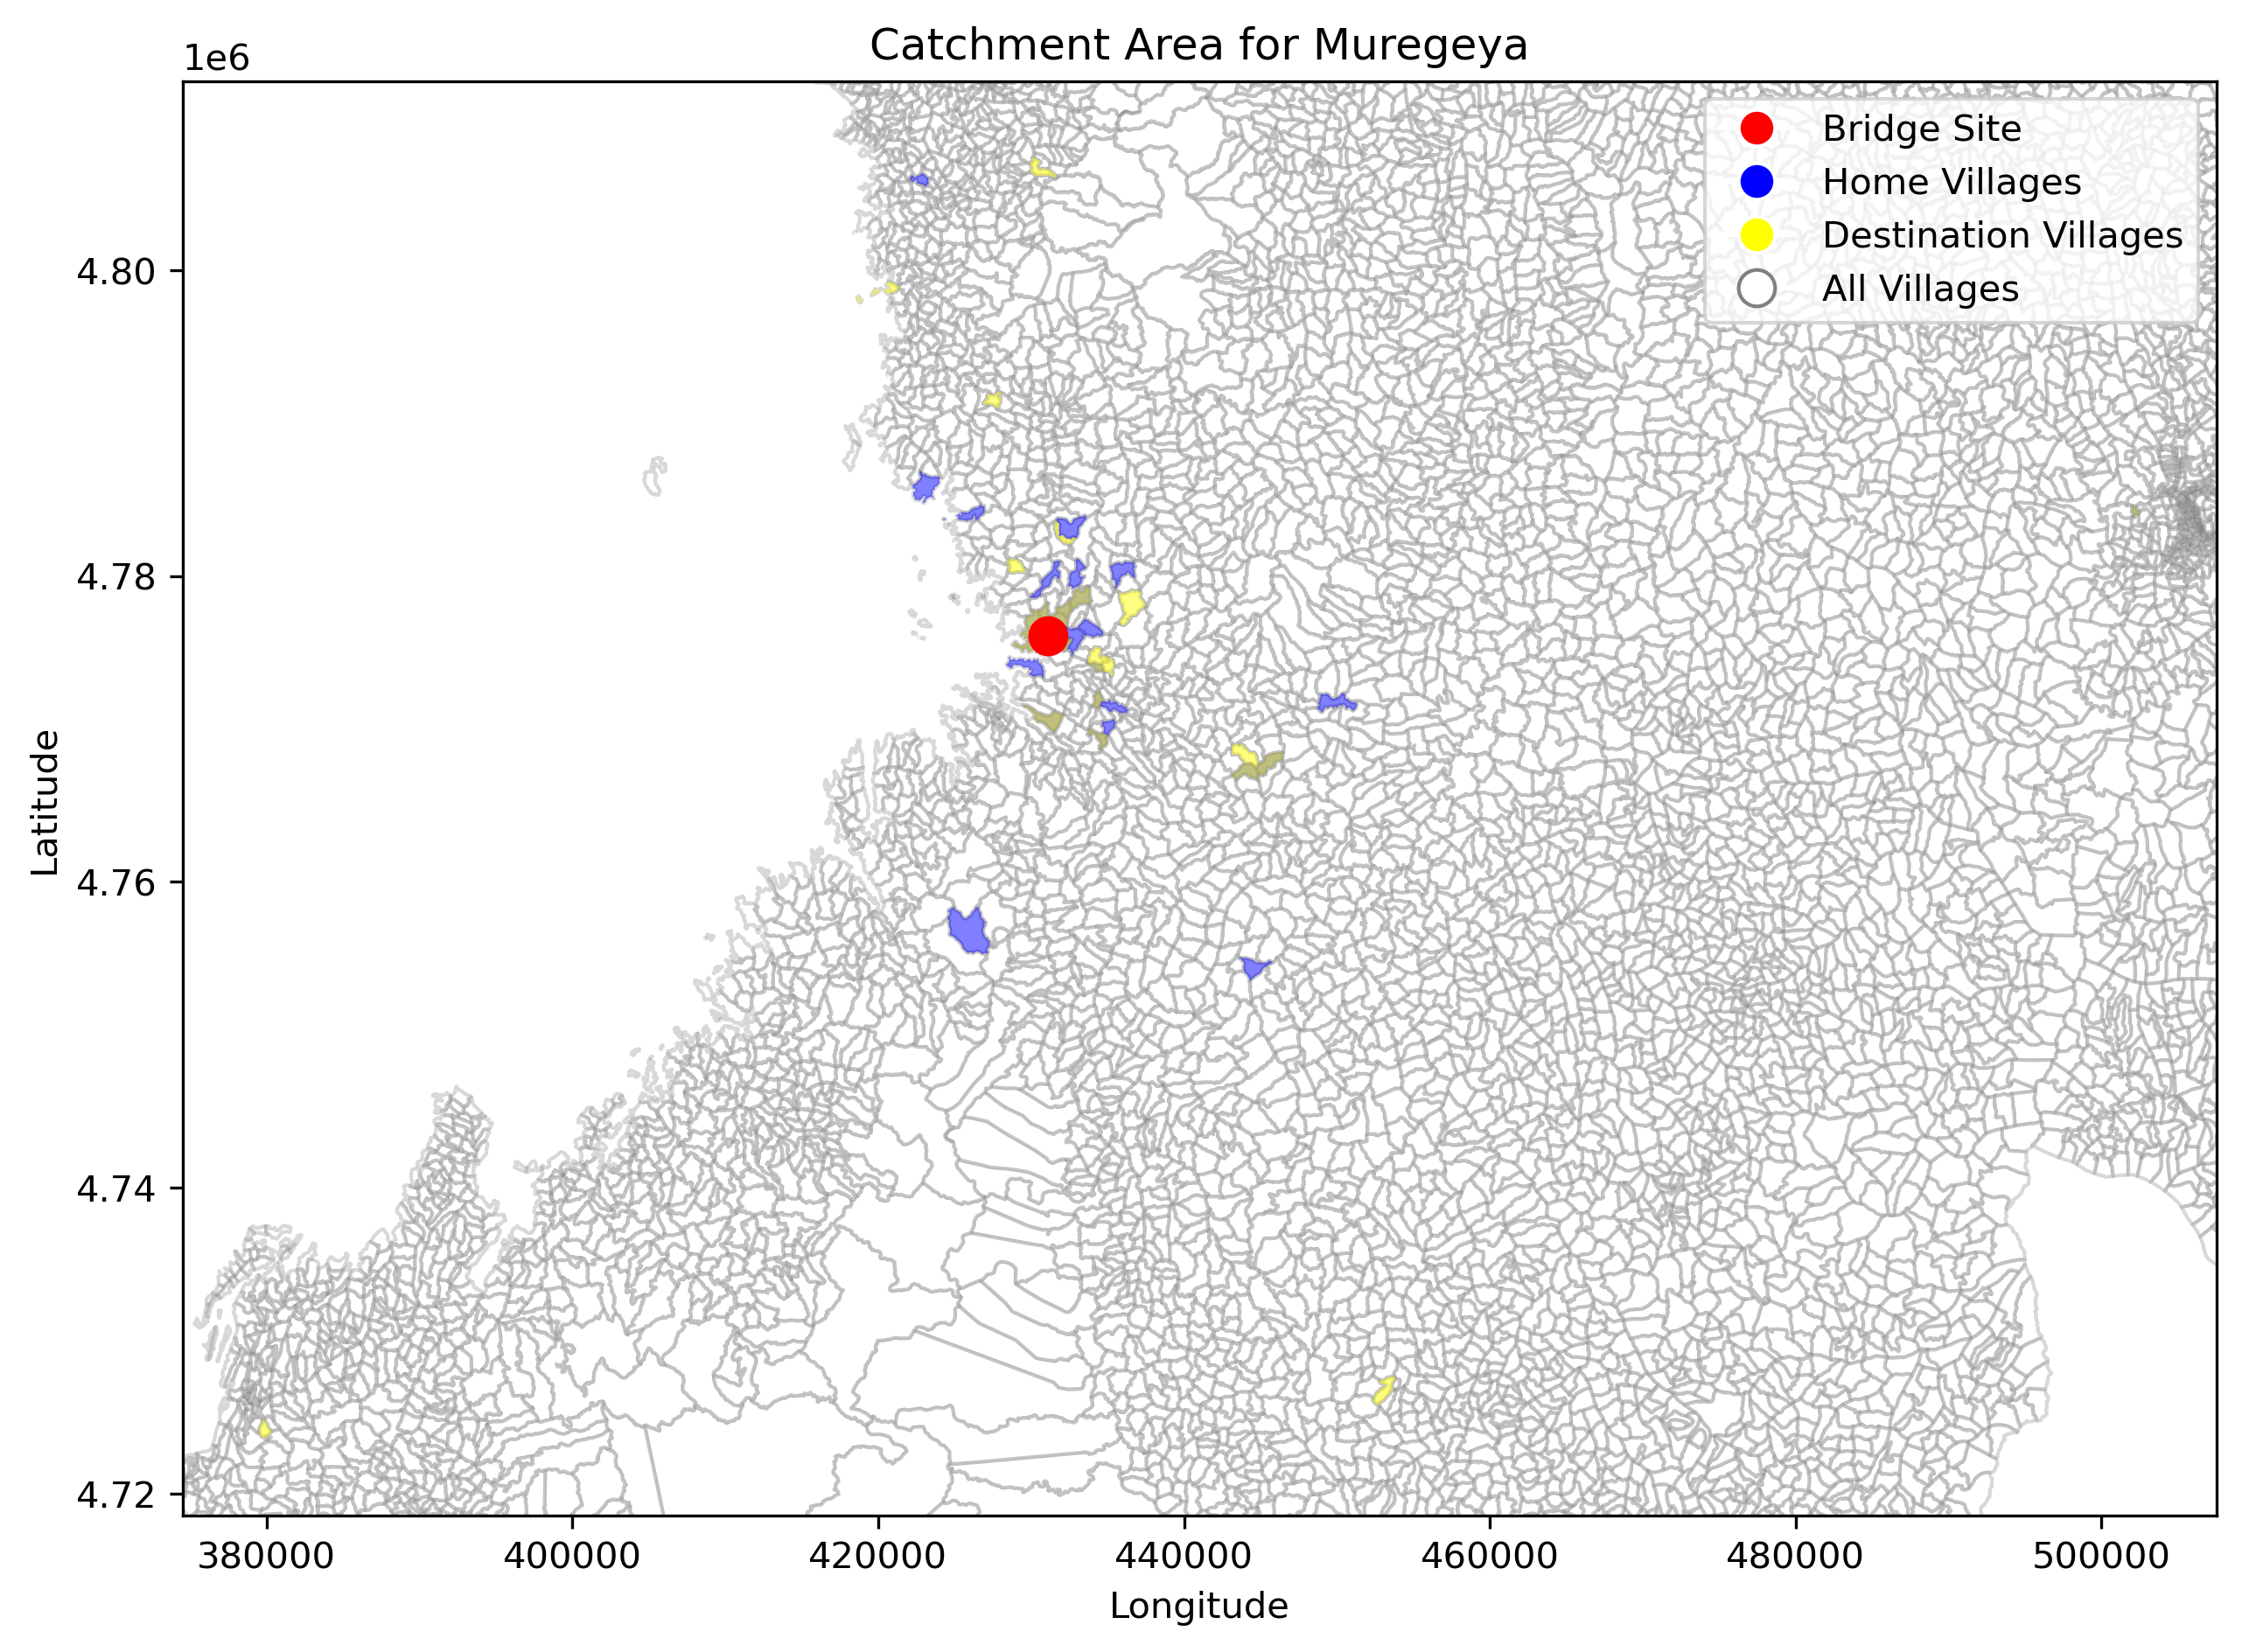 Catchment Area for Muregeya
1e6
Bridge Site
Home Villages
Destination Villages
All Villages
4.80
4.78
4.76
4.74
4.72
Latitude
380000 400000 420000 440000 460000 480000 500000
Longitude